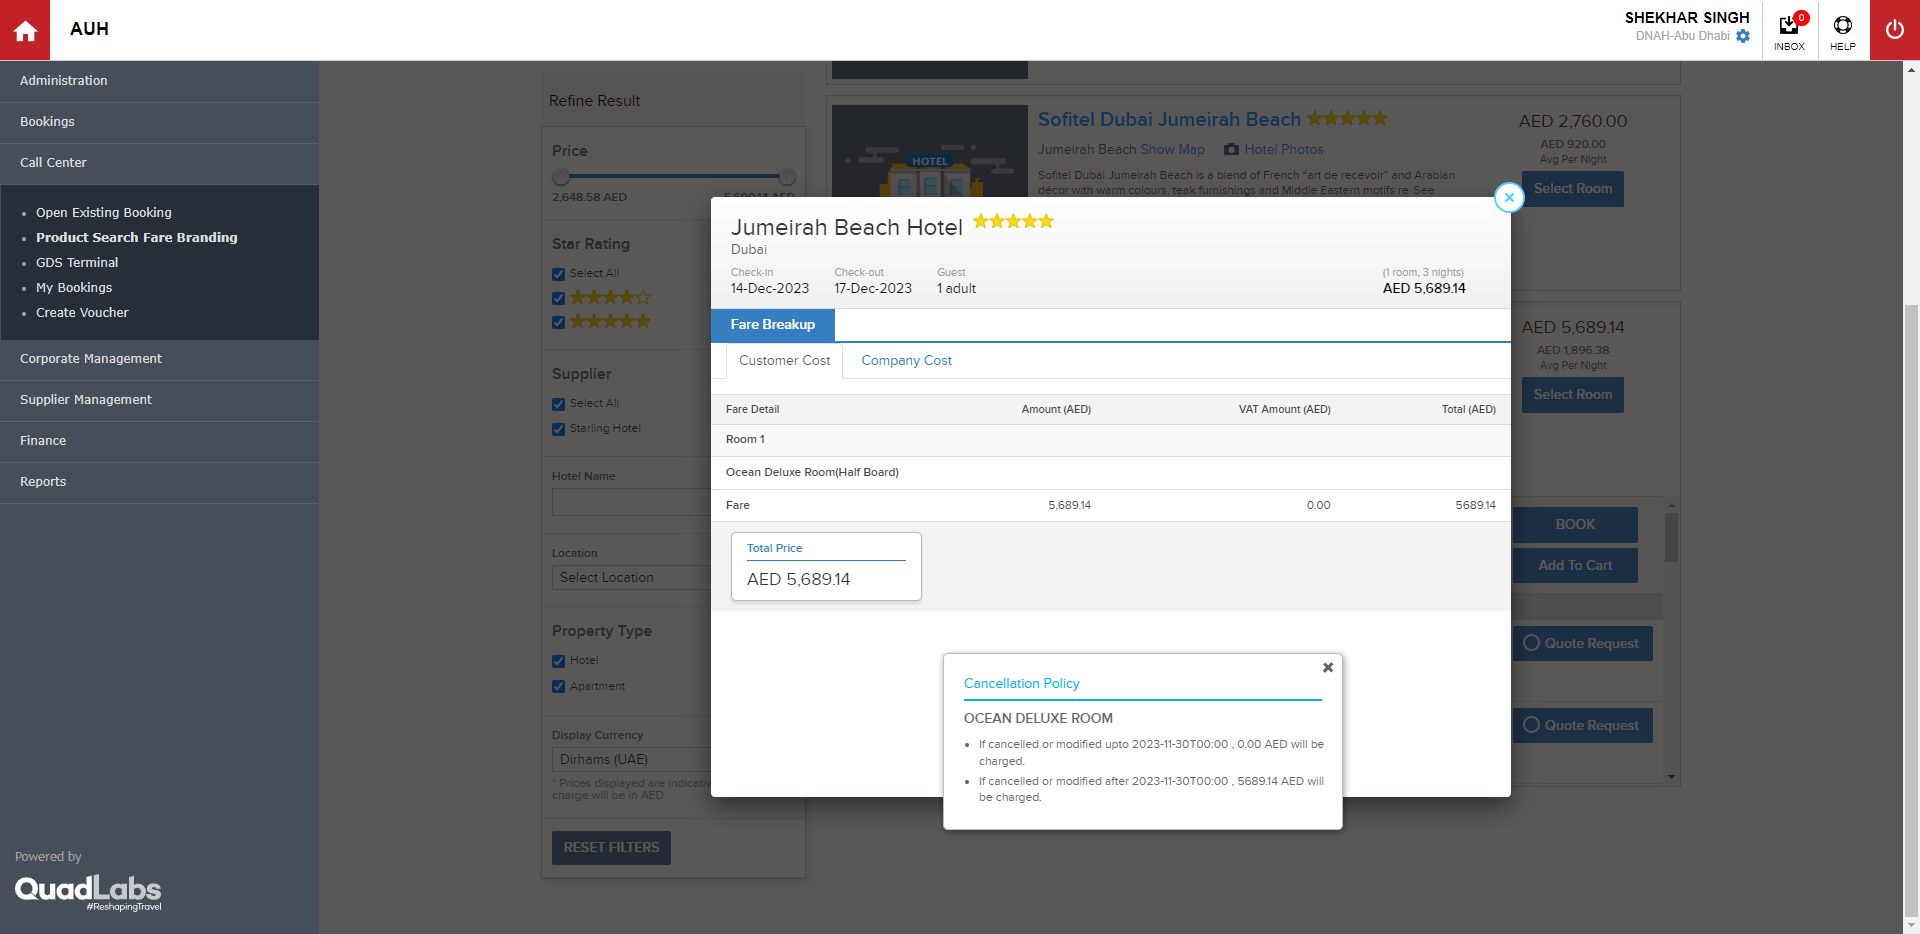 AUH
SHEKHAR SINGH
DNAH-Abu Dhabi
0
INBOX
HELP
Administration
Bookings
Call Center
Open Existing Booking
Product Search Fare Branding
GDS Terminal
My Bookings
Create Voucher
Corporate Management
Supplier Management
Finance
Reports
Powered by
QuadLabs
#ReshapingTravel
Refine Result
Price
2,648.58 AED
5,689.14 AED
Star Rating
Select All
Supplier
Select All
Starling Hotel
Hotel Name
Location
Select Location
Property Type
Hotel
Apartment
Display Currency
Dirhams (UAE)
* Prices displayed are indicativ
charge will be in AED
RESET FILTERS
HOTEL
Sofitel Dubai Jumeirah Beach
Jumeirah Beach Show Map Hotel Photos
Sofitel Dubai Jumeirah Beach is a blend of French “art de recevoir” and Arabian
décor with warm colours, teak furnishings and Middle Eastern motifs re See
AED 2,760.00
AED 920.00
Avg Per Night
Select Room
AED 5,689.14
AED 1,896.38
Avg Per Night
Select Room
BOOK
Add To Cart
Quote Request
Quote Request
Jumeirah Beach Hotel
Dubai
Check-in Check-out Guest (1 room, 3 nights)
14-Dec-2023 17-Dec-2023 1 adult AED 5,689.14
Fare Breakup
Customer Cost Company Cost
Fare Detail Amount (AED) VAT Amount (AED) Total (AED)
Room 1
Ocean Deluxe Room(Half Board)
Fare 5,689.14 0.00 5689.14
Total Price
AED 5,689.14
Cancellation Policy
OCEAN DELUXE ROOM
If cancelled or modified upto 2023-11-30T00:00 , 0.00 AED will be
charged.
If cancelled or modified after 2023-11-30T00:00 , 5689.14 AED will
be charged.